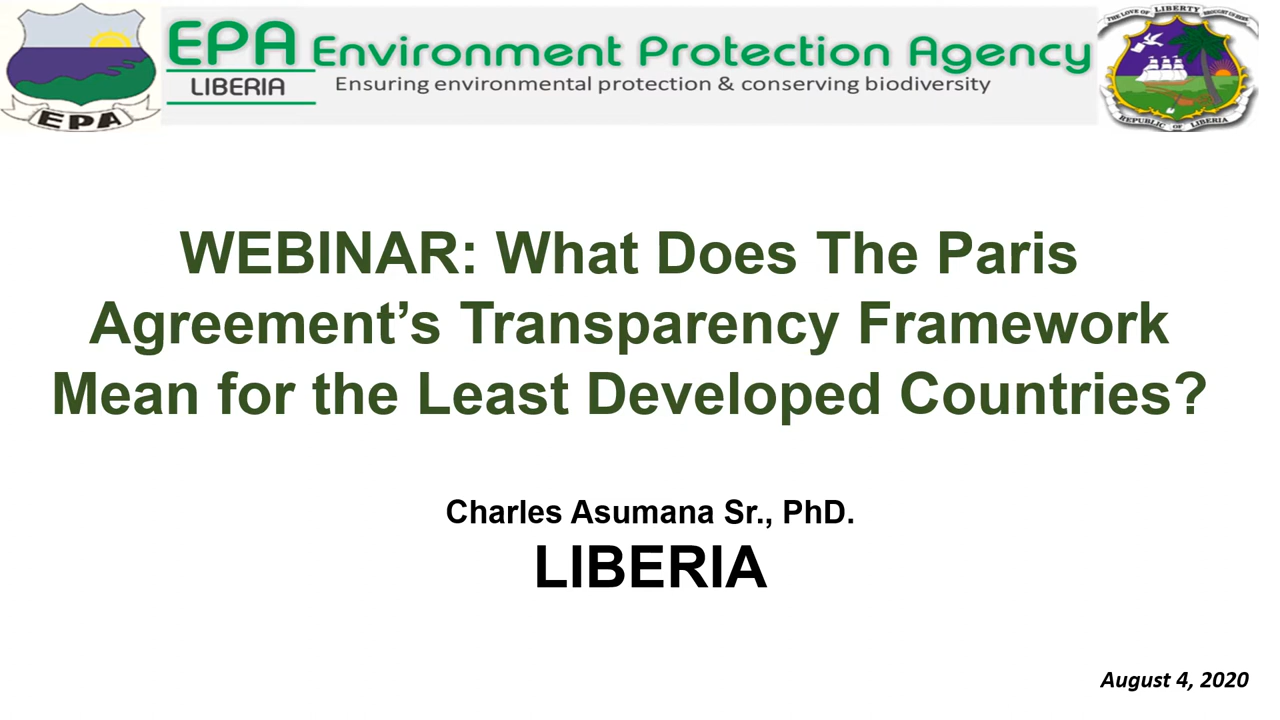 EPA
LIBERIA
Environment Protection Agency
Ensuring environmental protection & conserving biodiversity
EPA
THE LOVE OF LIBERTY BROUGHT US HERE
REPUBLIC OF LIBERIA
WEBINAR: What Does The Paris
Agreement’s Transparency Framework
Mean for the Least Developed Countries?
Charles Asumana Sr., PhD.
LIBERIA
August 4, 2020